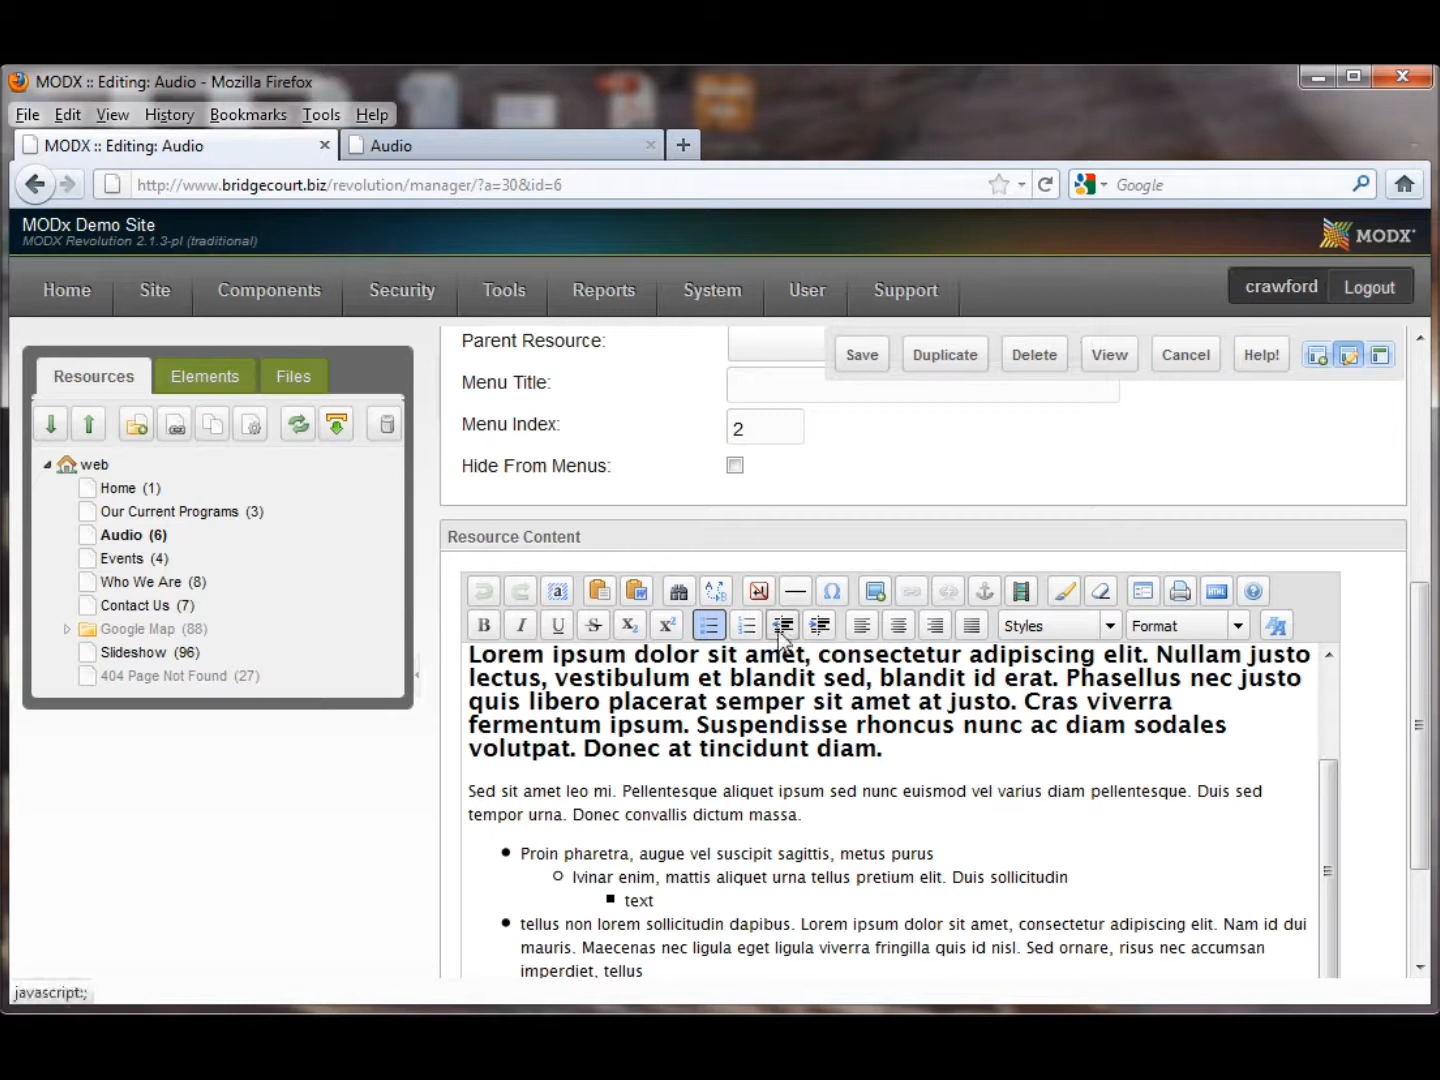 MODX :: Editing: Audio - Mozilla Firefox
File Edit View History Bookmarks Tools Help
MODX :: Editing: Audio
Audio
http://www.bridgecourt.biz/revolution/manager/?a=30&id=6
Google
MODx Demo Site
MODX Revolution 2.1.3-pl (traditional)
MODX
Home Site Components Security Tools Reports System User Support
crawford Logout
Resources Elements Files
web
Home (1)
Our Current Programs (3)
Audio (6)
Events (4)
Who We Are (8)
Contact Us (7)
Google Map (88)
Slideshow (96)
404 Page Not Found (27)
Save Duplicate Delete View Cancel Help!
Parent Resource:
Menu Title:
Menu Index: 2
Hide From Menus:
Resource Content
HTML
B I U S X2 X2 Styles Format
Lorem ipsum dolor sit amet, consectetur adipiscing elit. Nullam justo
lectus, vestibulum et blandit sed, blandit id erat. Phasellus nec justo
quis libero placerat semper sit amet at justo. Cras viverra
fermentum ipsum. Suspendisse rhoncus nunc ac diam sodales
volutpat. Donec at tincidunt diam.
Sed sit amet leo mi. Pellentesque aliquet ipsum sed nunc euismod vel varius diam pellentesque. Duis sed
tempor urna. Donec convallis dictum massa.
Proin pharetra, augue vel suscipit sagittis, metus purus
lvinar enim, mattis aliquet urna tellus pretium elit. Duis sollicitudin
text
tellus non lorem sollicitudin dapibus. Lorem ipsum dolor sit amet, consectetur adipiscing elit. Nam id dui
mauris. Maecenas nec ligula eget ligula viverra fringilla quis id nisl. Sed ornare, risus nec accumsan
imperdiet, tellus
javascript:;